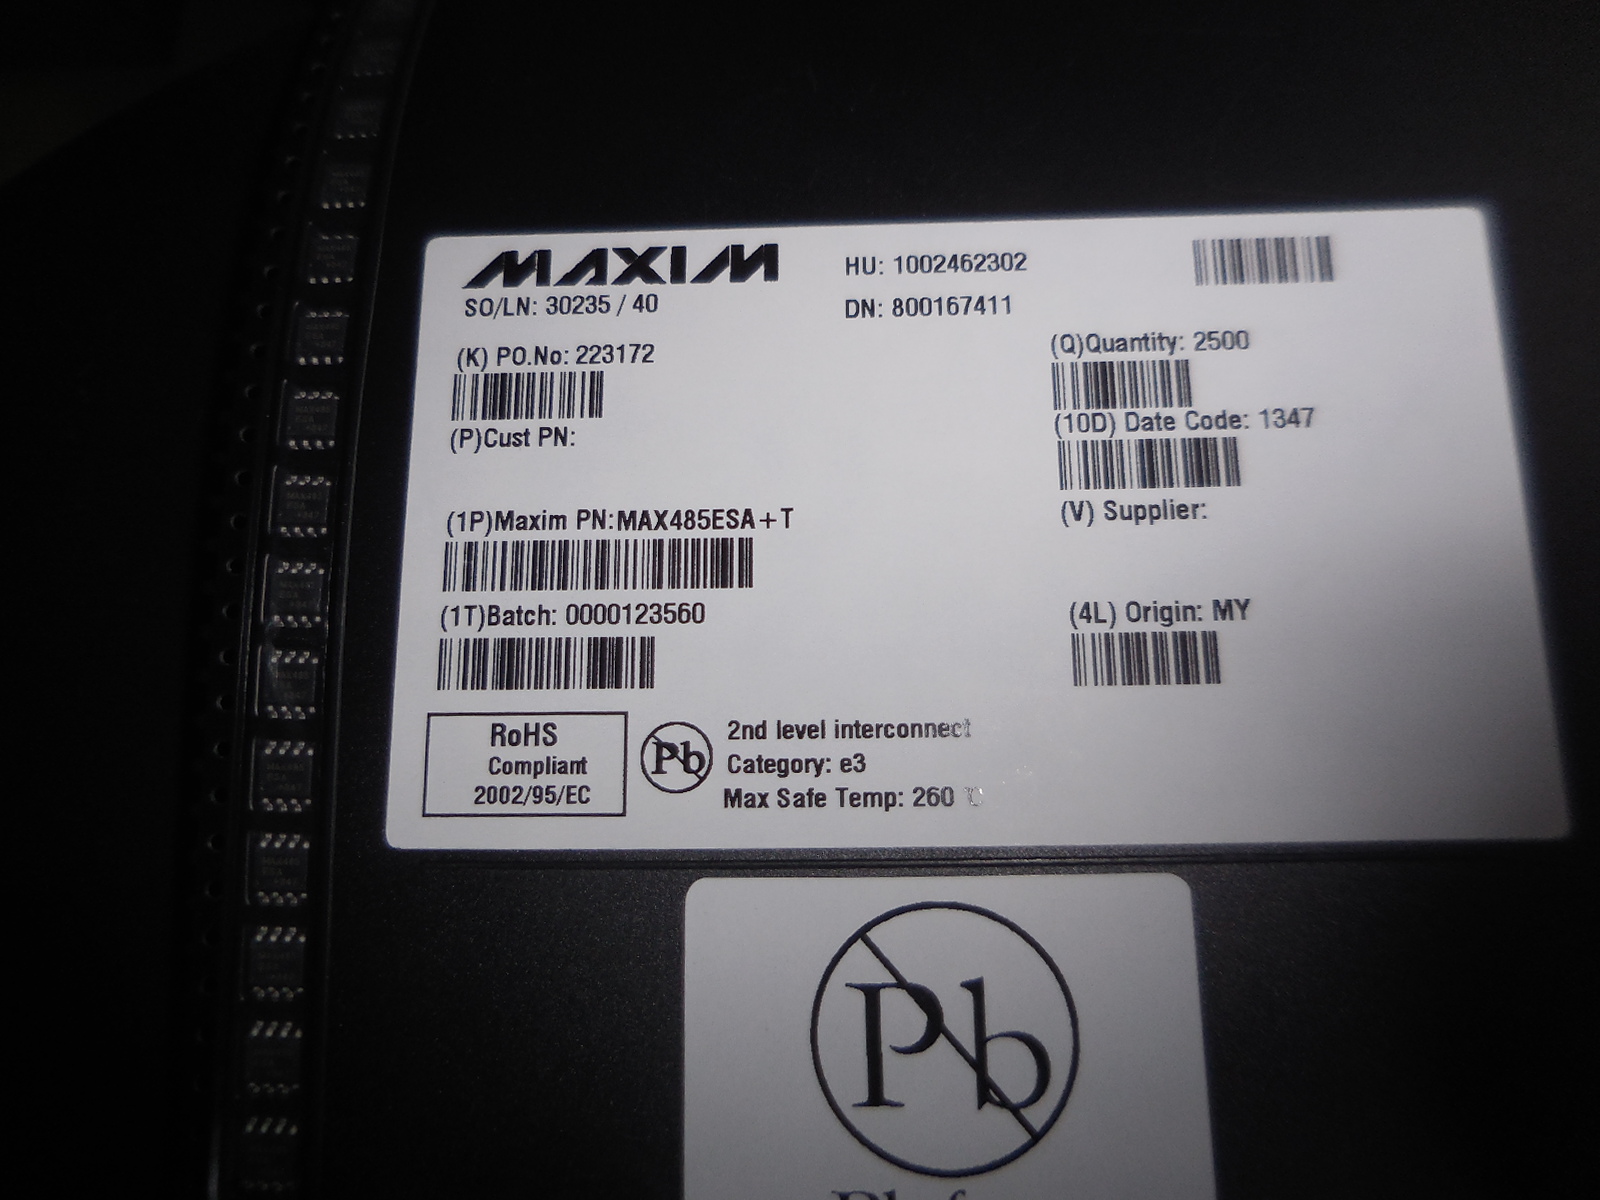 MAXIM
HU: 1002462302
SO/LN: 30235 / 40
DN: 800167411
(K) PO.No: 223172
(Q)Quantity: 2500
(P)Cust PN:
(10D) Date Code: 1347
(1P)Maxim PN:MAX485ESA+T
(V) Supplier:
(1T)Batch: 0000123560
(4L) Origin: MY
RoHS
Compliant
2002/95/EC
Pb
2nd level interconnect
Category: e3
Max Safe Temp: 260 ℃
Pb